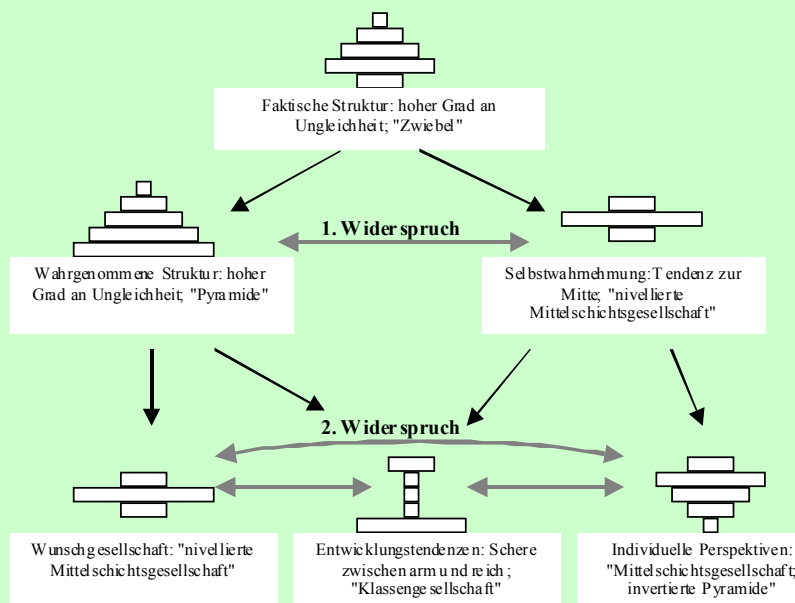 Faktische Struktur: hoher Grad an
Ungleichheit; "Zwiebel"
1. Widerspruch
Wahrgenommene Struktur: hoher
Grad an Ungleichheit; "Pyramide"
Selbstwahrnehmung: Tendenz zur
Mitte; "nivellierte
Mittelschichtsgesellschaft"
2. Widerspruch
Wunschgesellschaft: "nivellierte
Mittelschichtsgesellschaft"
Entwicklungstendenzen: Schere
zwischen arm und reich;
"Klassengesellschaft"
Individuelle Perspektiven:
"Mittelschichtsgesellschaft;
invertierte Pyramide"